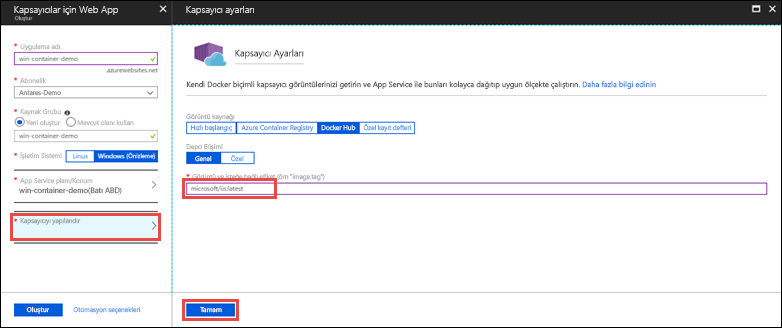 Kapsayıcılar için Web App
Oluştur
* Uygulama adı
win-container-demo
.azurewebsites.net
* Abonelik
Antares-Demo
* Kaynak Grubu
Yeni oluştur Mevcut olanı kullan
win-container-demo
* İşletim Sistemi Linux Windows (Önizleme)
* App Service planı/Konum
win-container-demo(Batı ABD)
* Kapsayıcıyı yapılandır
Oluştur Otomasyon seçenekleri
Kapsayıcı ayarları
Kapsayıcı Ayarları
Kendi Docker biçimli kapsayıcı görüntülerinizi getirin ve App Service ile bunları kolayca dağıtıp uygun ölçekte çalıştırın. Daha fazla bilgi edinin
Görüntü kaynağı
Hızlı başlangıç Azure Container Registry Docker Hub Özel kayıt defteri
Depo Erişimi
Genel Özel
* Görüntü ve isteğe bağlı etiket (örn "image:tag")
microsoft/iis:latest
Tamam